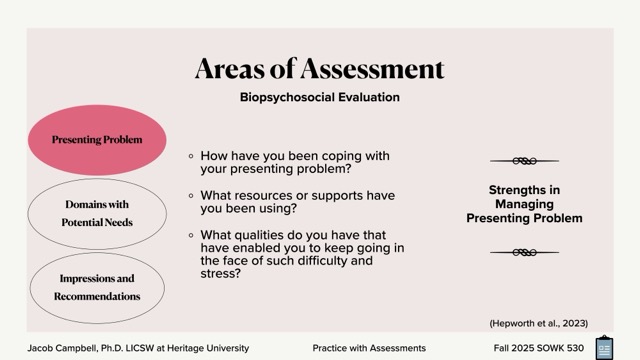 Areas of Assessment
Biopsychosocial Evaluation
Presenting Problem
Domains with
Potential Needs
Impressions and
Recommendations
How have you been coping with
your presenting problem?
What resources or supports have
you been using?
What qualities do you have that
have enabled you to keep going in
the face of such difficulty and
stress?
Strengths in
Managing
Presenting Problem
(Hepworth et al., 2023)
Jacob Campbell, Ph.D. LICSW at Heritage University
Practice with Assessments
Fall 2025 SOWK 530